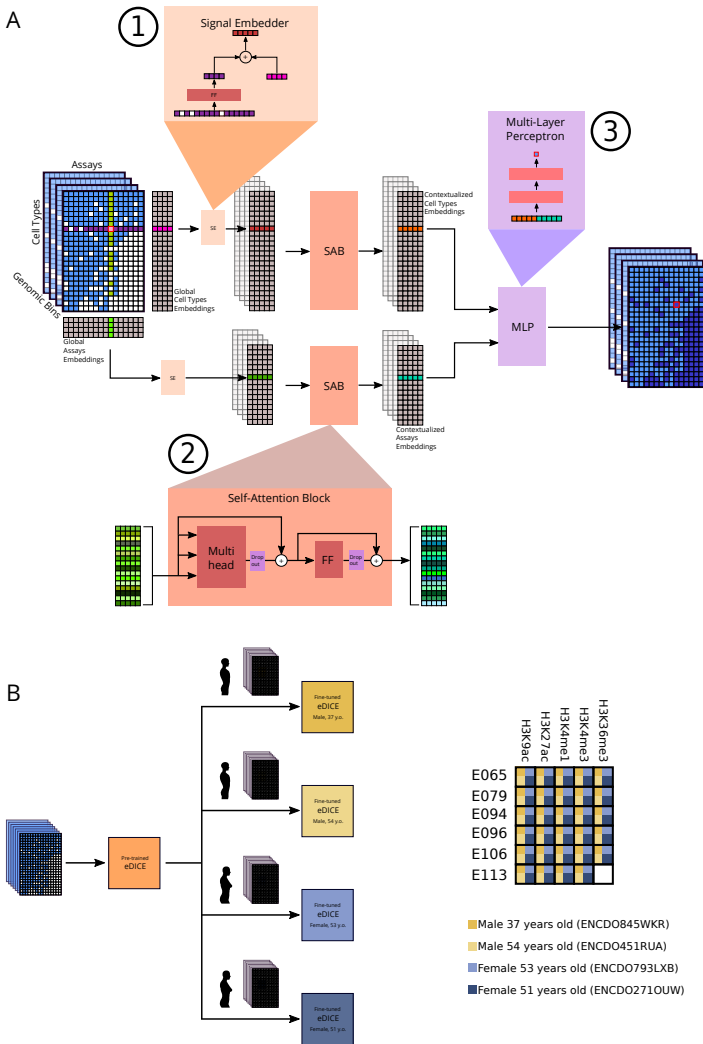 A
1
Signal Embedder
+
FF
3
Multi-Layer
Perceptron
Assays
Cell Types
Genomic Bins
SE
Global
Cell Types
Embeddings
SAB
Contextualized
Cell Types
Embeddings
MLP
Global
Assays
Embeddings
SE
SAB
Contextualized
Assays
Embeddings
2
Self-Attention Block
Multi
head
Drop
out
+
FF
Drop
out
+
B
Fine-tuned
eDICE
Male, 37 y.o.
Fine-tuned
eDICE
Male, 54 y.o.
Pre-trained
eDICE
Fine-tuned
eDICE
Female, 53 y.o.
Fine-tuned
eDICE
Female, 51 y.o.
H3K9ac
H3K27ac
H3K4me1
H3K4me3
H3K36me3
E065
E079
E094
E096
E106
E113
Male 37 years old (ENCDO845WKR)
Male 54 years old (ENCDO451RUA)
Female 53 years old (ENCDO793LXB)
Female 51 years old (ENCDO271OUW)